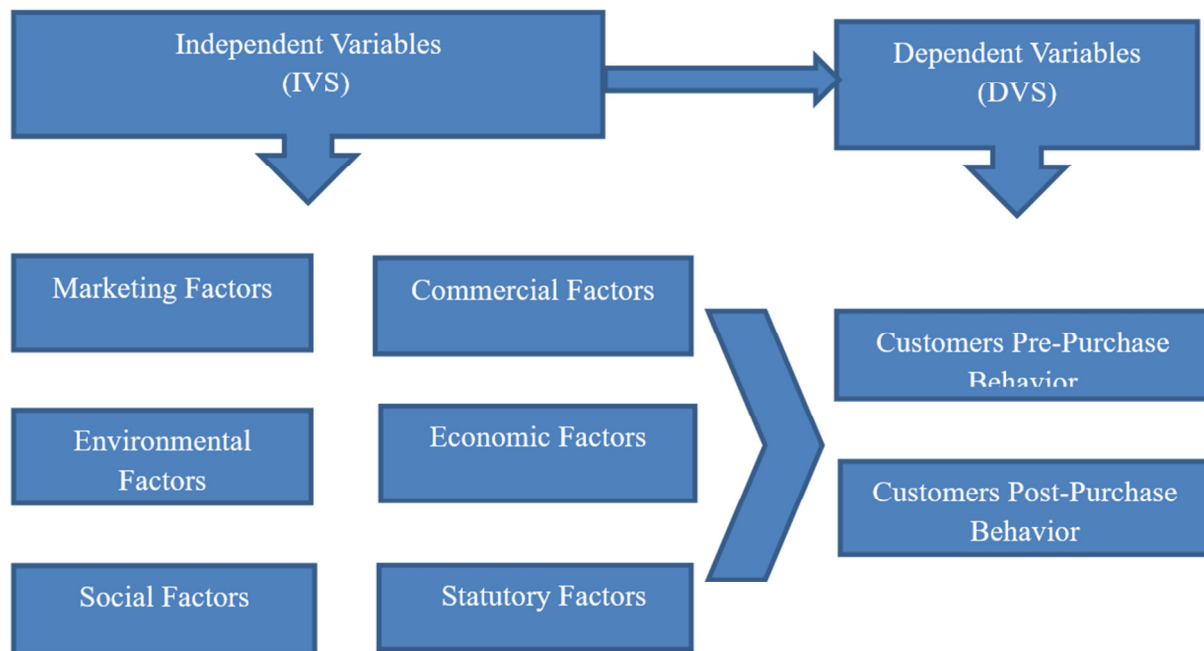 Independent Variables
(IVS)
Dependent Variables
(DVS)
Marketing Factors
Commercial Factors
Customers Pre-Purchase
Behavior
Environmental
Factors
Economic Factors
Customers Post-Purchase
Behavior
Social Factors
Statutory Factors